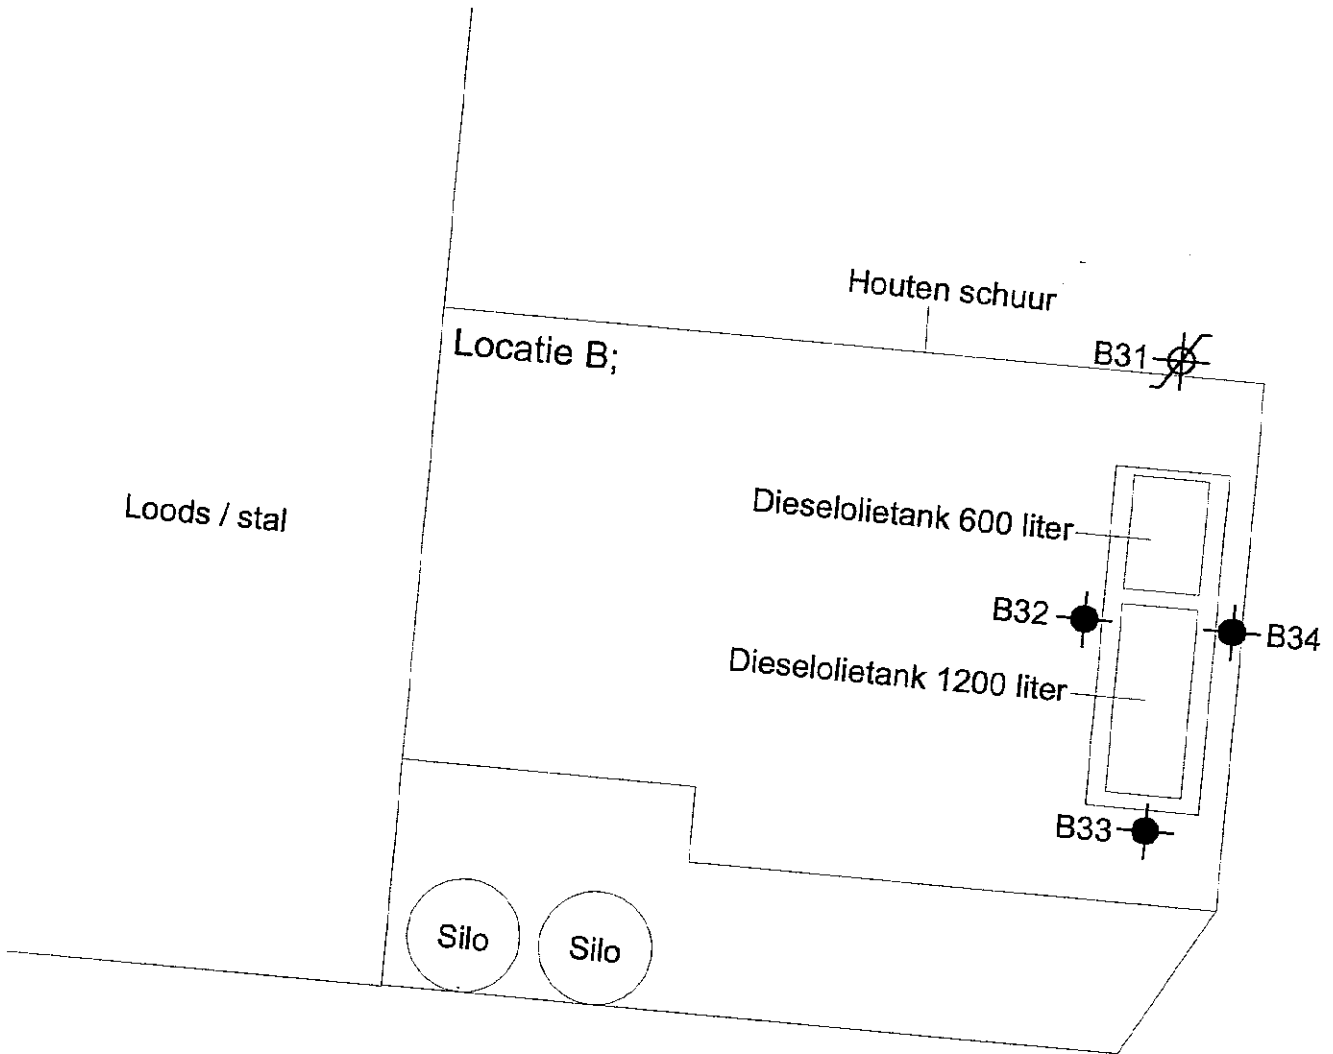 Houten schuur
Locatie B;
B31
Dieselolietank 600 liter
Loods / stal
B32
B34
Dieselolietank 1200 liter
B33
Silo
Silo